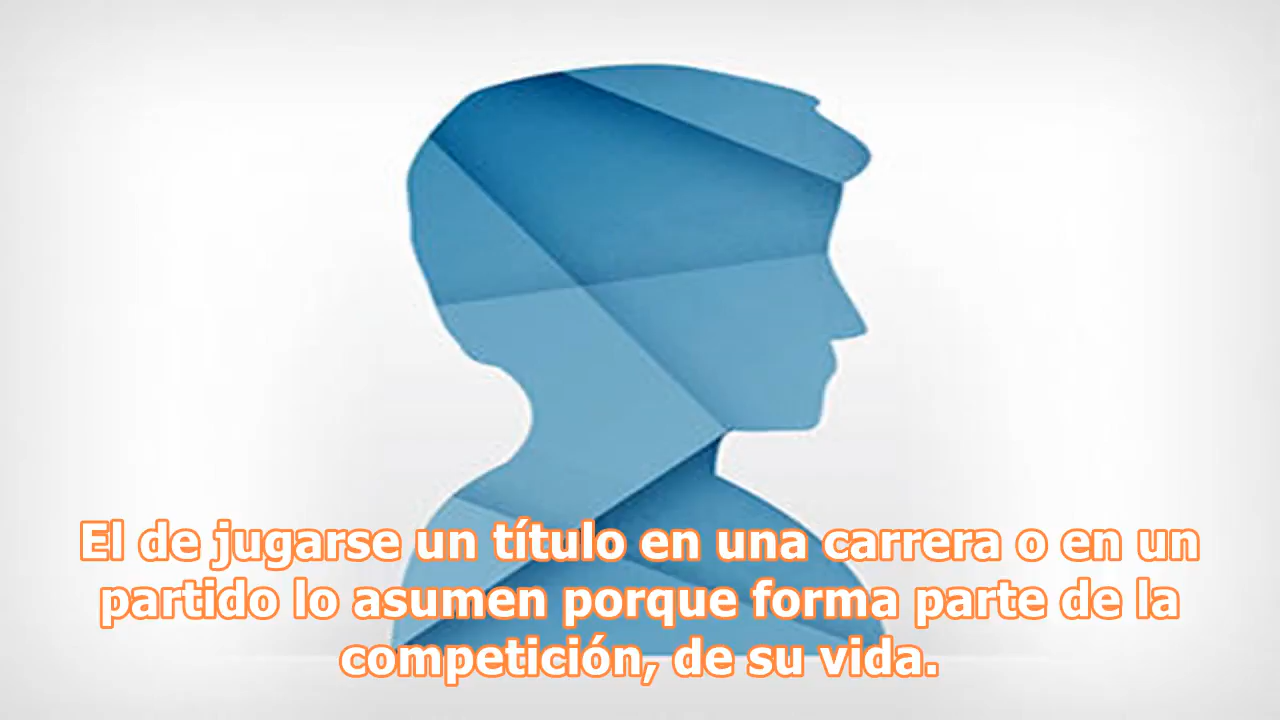 El de jugarse un título en una carrera o en un
partido lo asumen porque forma parte de la
competición, de su vida.